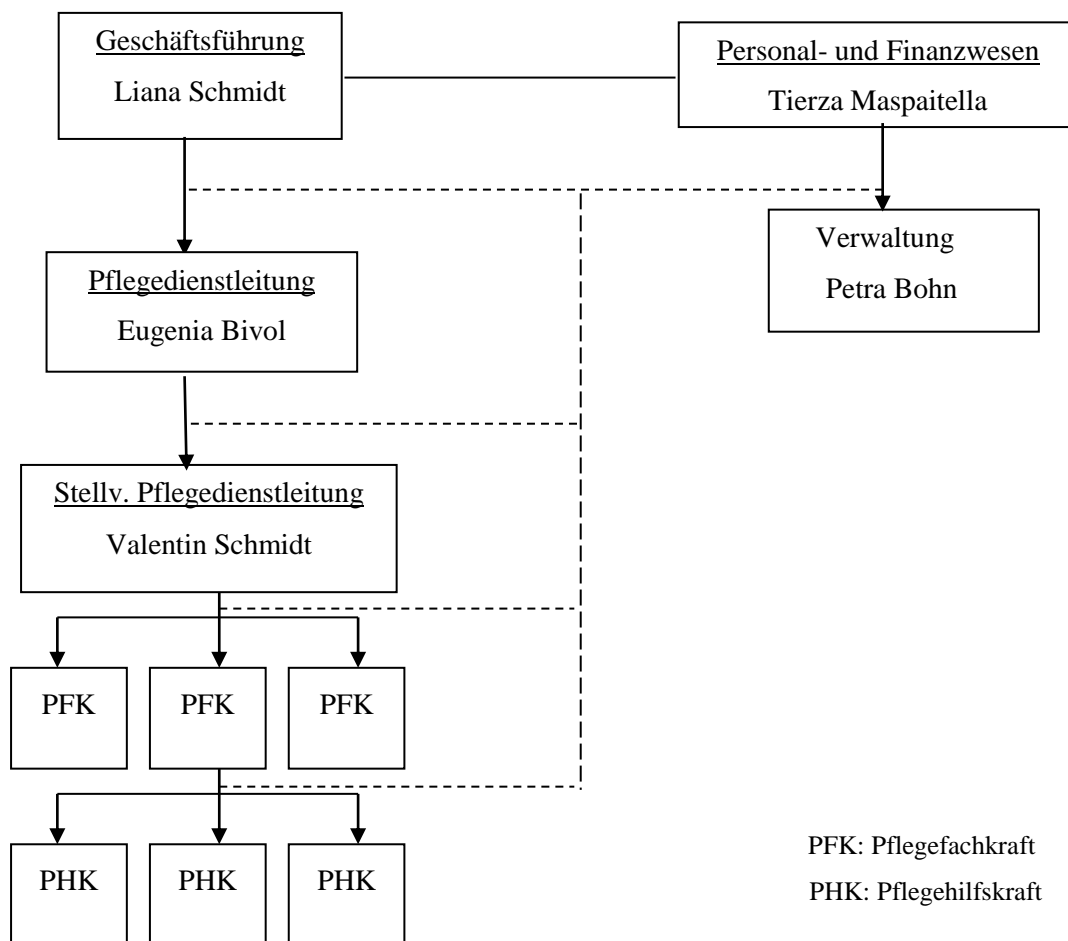 Geschäftsführung
Liana Schmidt
Personal- und Finanzwesen
Tierza Maspaitella
Verwaltung
Petra Bohn
Pflegedienstleitung
Eugenia Bivol
Stellv. Pflegedienstleitung
Valentin Schmidt
PFK
PFK
PFK
PHK
PHK
PHK
PFK: Pflegefachkraft
PHK: Pflegehilfskraft